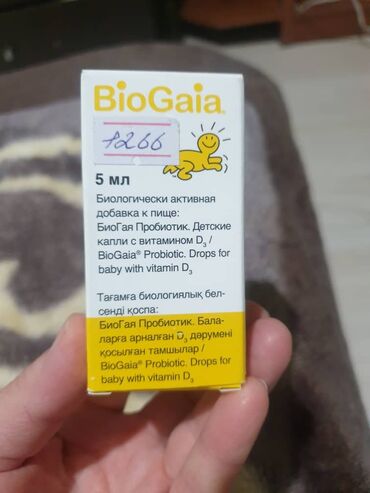 BioGaia®
1266
5 мл
Биологически активная
добавка к пище:
БиоГая Пробиотик. Детские
капли с витамином D₃ /
BioGaia® Probiotic. Drops for
baby with vitamin D₃
Тағамға биологиялық бел-
сенді қоспа:
БиоГая Пробиотик. Бала-
ларға арналған D₃ дәрумені
қосылған тамшылар /
BioGaia® Probiotic. Drops for
baby with vitamin D₃